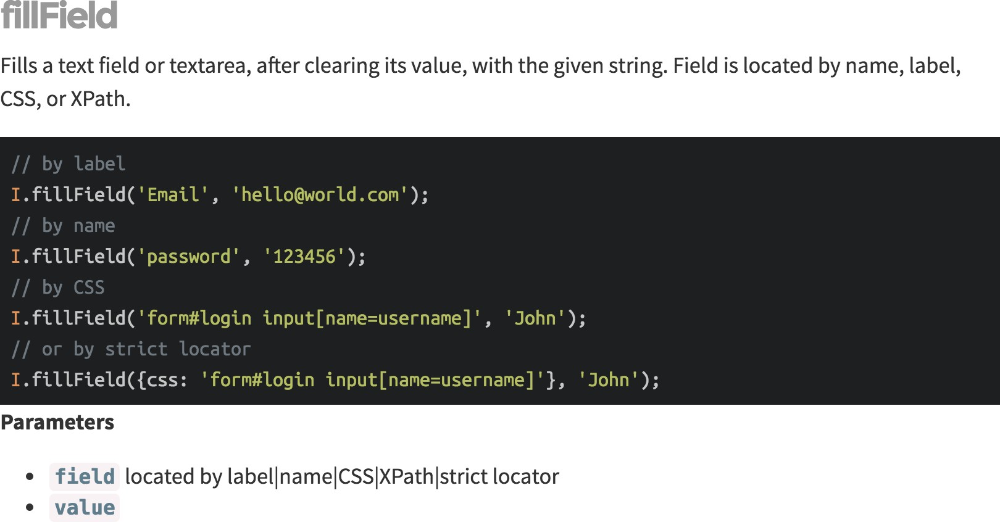 fillField
Fills a text field or textarea, after clearing its value, with the given string. Field is located by name, label,
CSS, or XPath.
// by label
I.fillField('Email', 'hello@world.com');
// by name
I.fillField('password', '123456');
// by CSS
I.fillField('form#login input[name=username]', 'John');
// or by strict locator
I.fillField({css: 'form#login input[name=username]'}, 'John');
Parameters
• field located by label|name|CSS|XPath|strict locator
• value